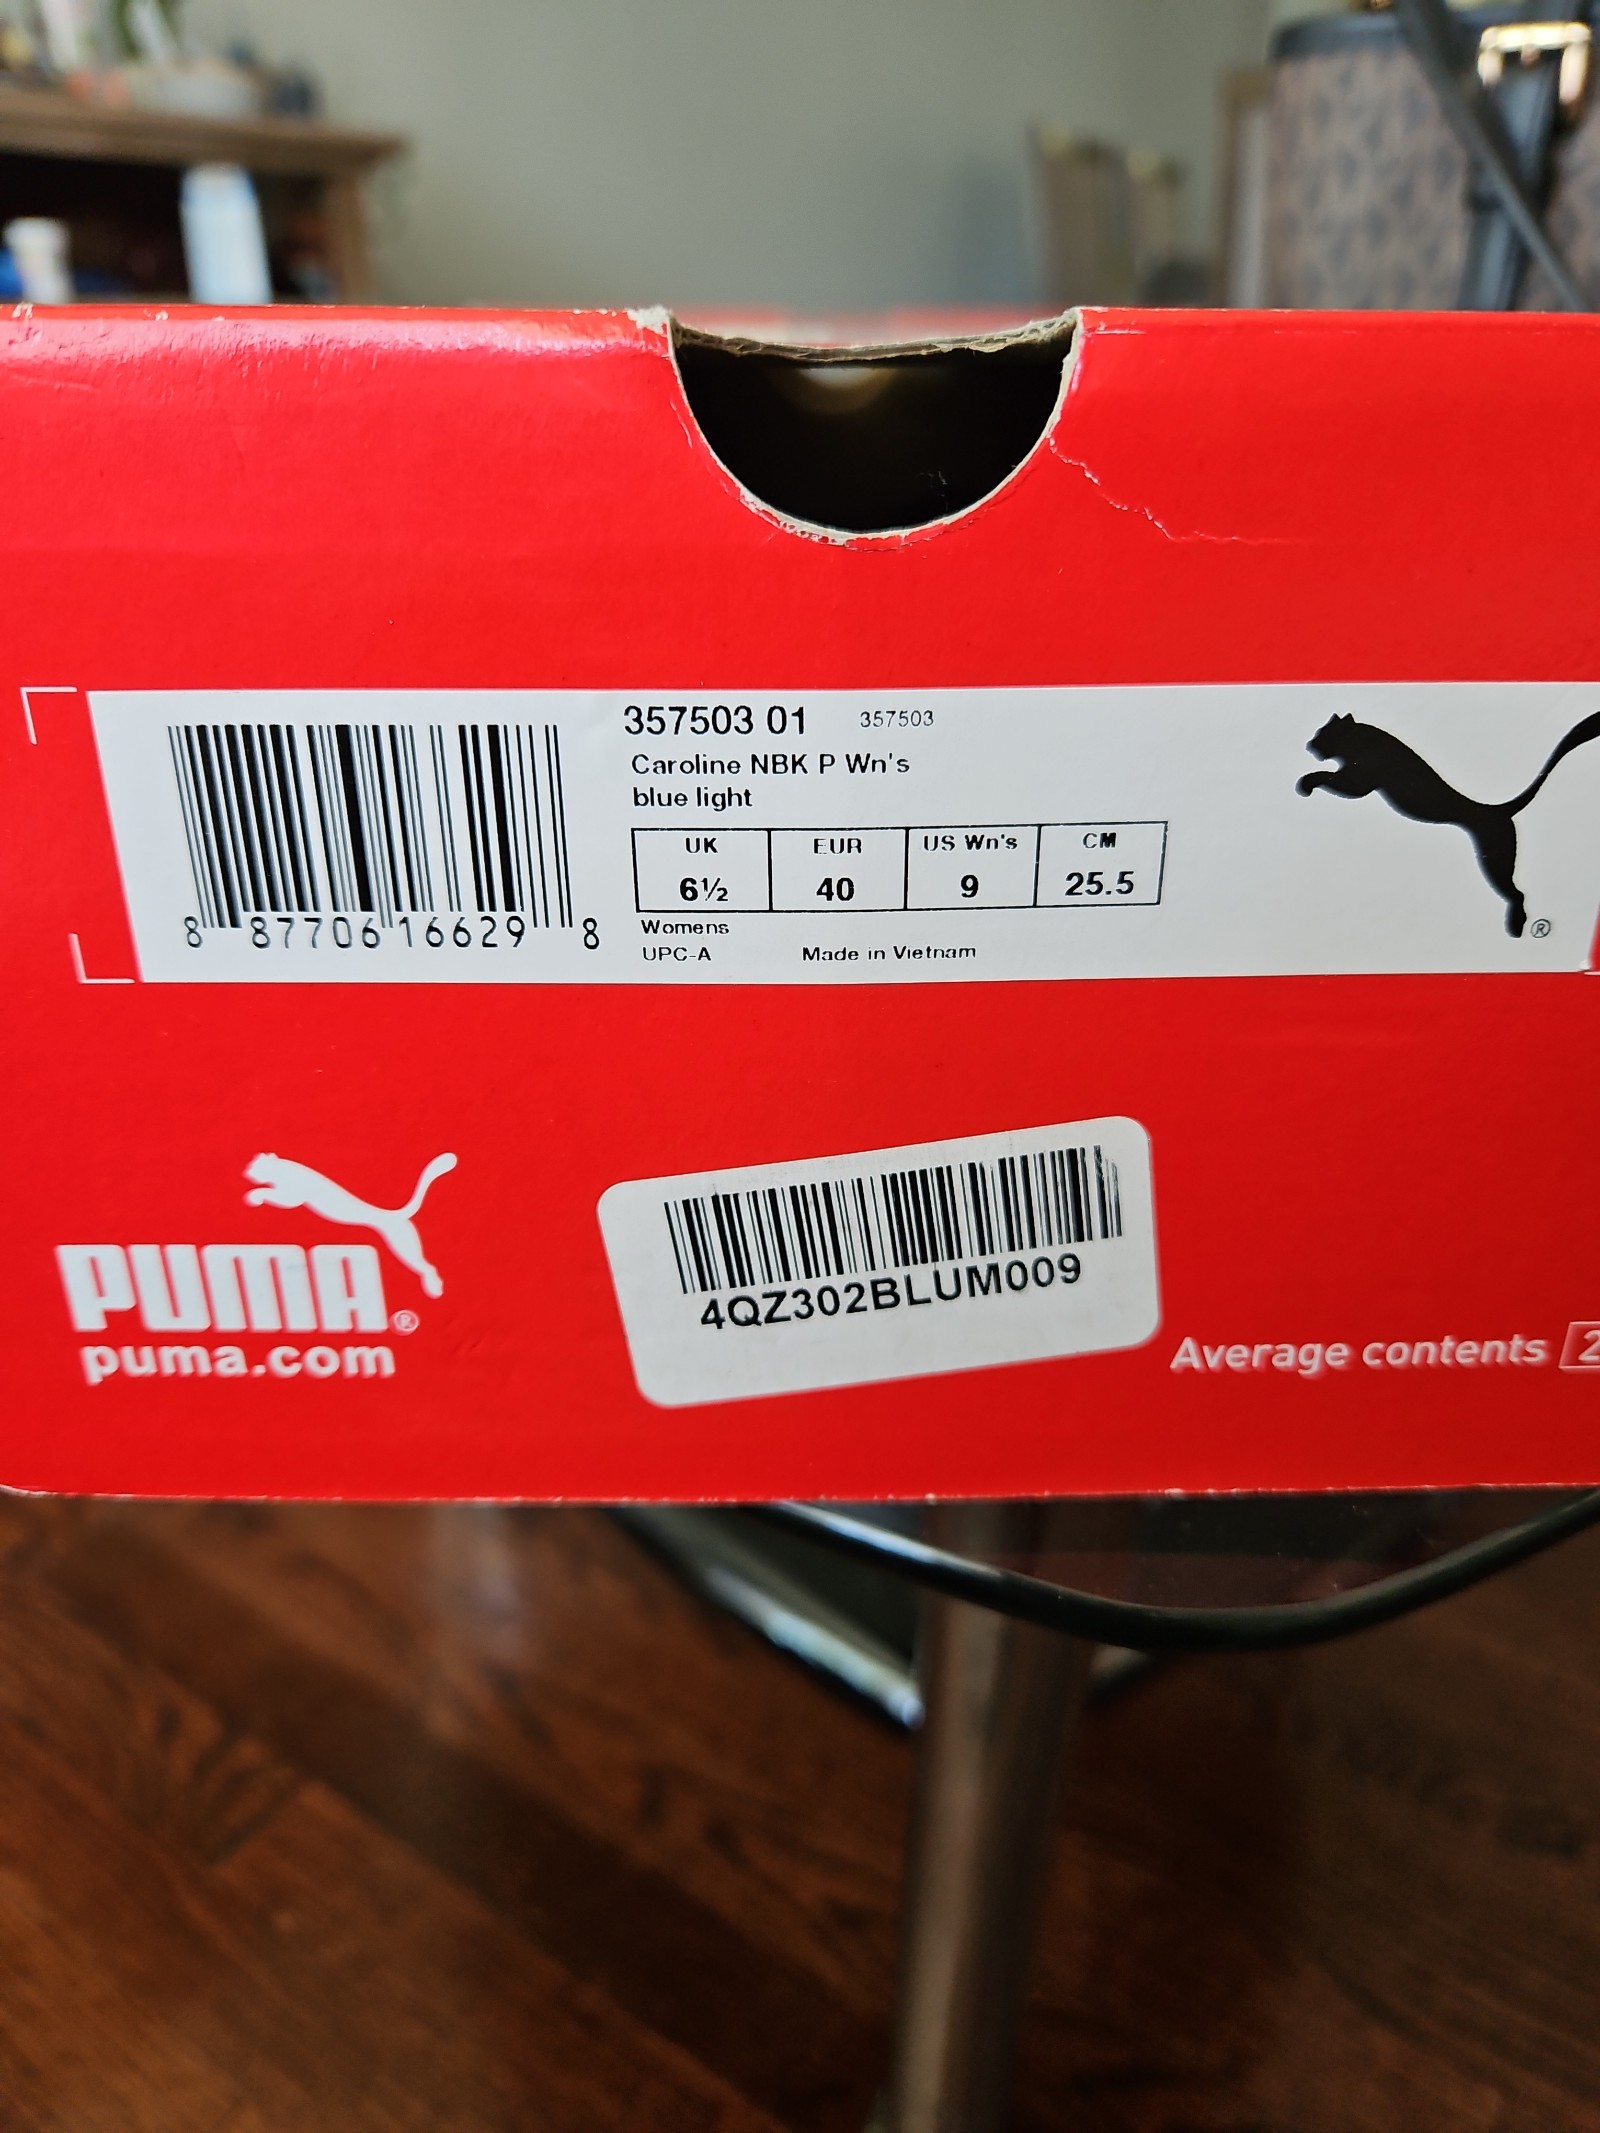 357503 01 357503
Caroline NBK P Wn's
blue light
UK EUR US Wn's CM
6½ 40 9 25.5
8 87706 16629 8
Womens
UPC-A Made in Vietnam
®
PUMA®
puma.com
4QZ302BLUM009
Average contents 2